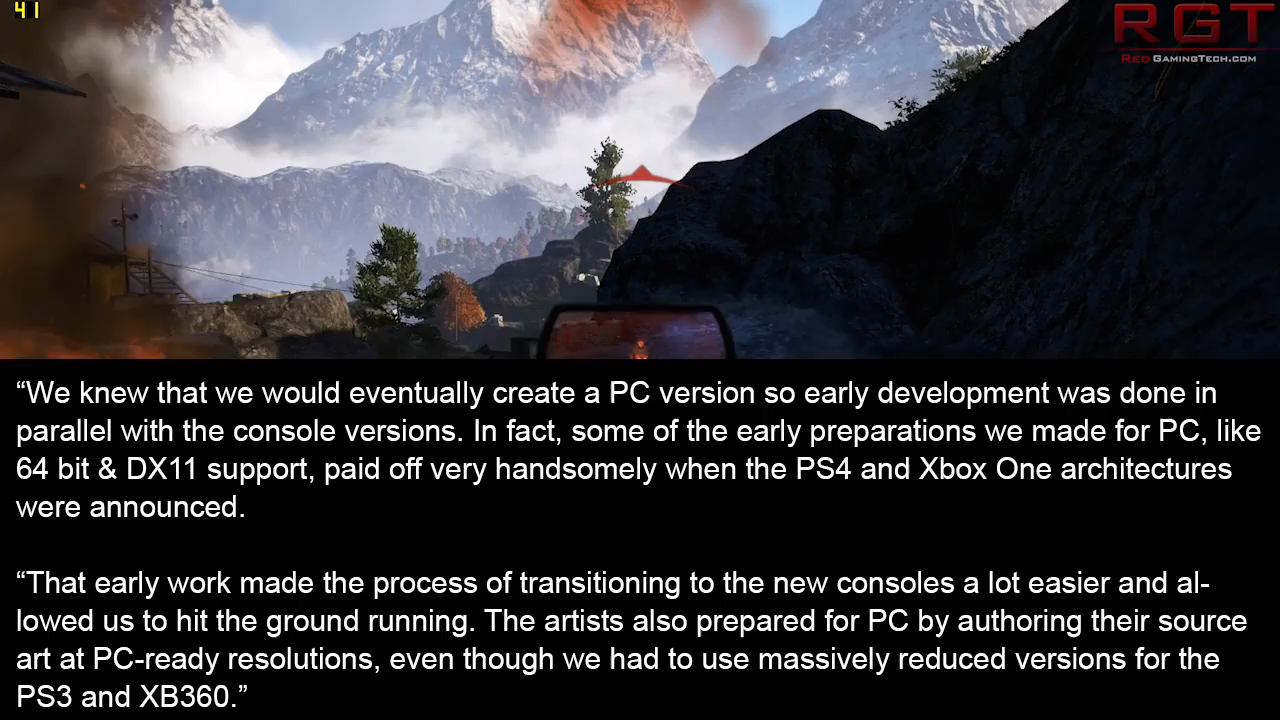 41
RGT
RedGamingTech.com
“We knew that we would eventually create a PC version so early development was done in
parallel with the console versions. In fact, some of the early preparations we made for PC, like
64 bit & DX11 support, paid off very handsomely when the PS4 and Xbox One architectures
were announced.
“That early work made the process of transitioning to the new consoles a lot easier and al-
lowed us to hit the ground running. The artists also prepared for PC by authoring their source
art at PC-ready resolutions, even though we had to use massively reduced versions for the
PS3 and XB360.”